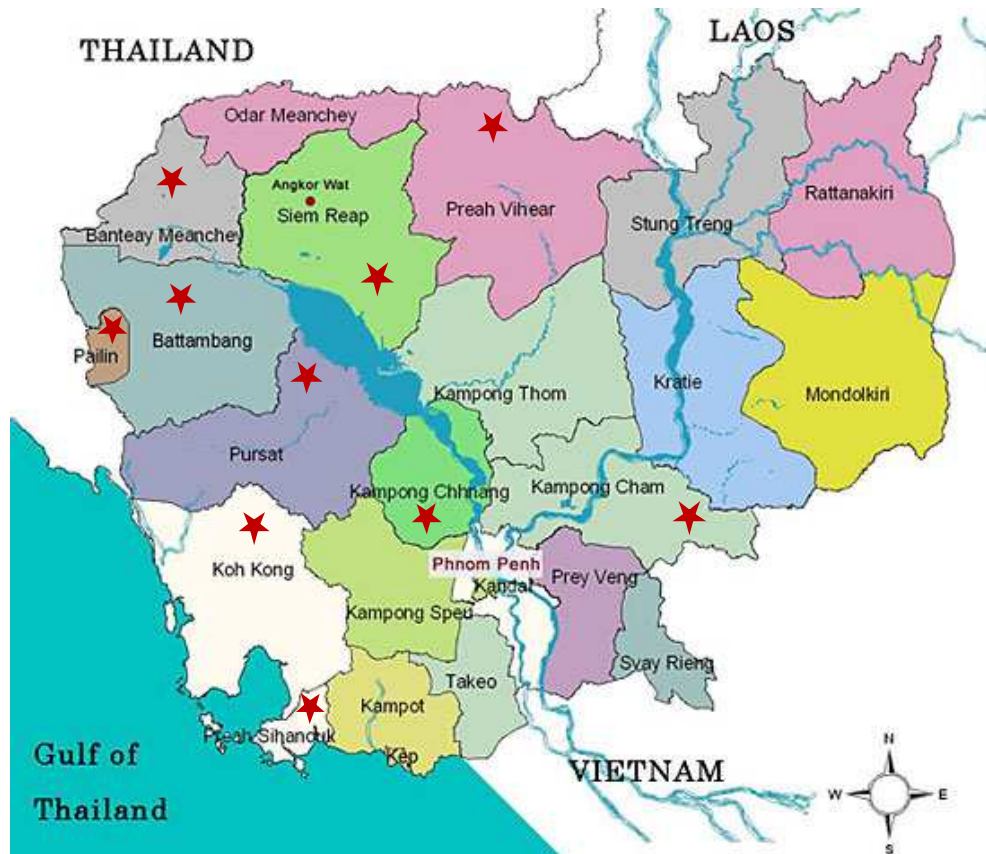 THAILAND
LAOS
Odar Meanchey
Angkor Wat
Siem Reap
Preah Vihear
Rattanakiri
Stung Treng
Banteay Meanchey
Battambang
Pailin
Kampong Thom
Kratie
Mondolkiri
Pursat
Kampong Chhnang
Kampong Cham
Koh Kong
Phnom Penh
Kandal
Prey Veng
Kampong Speu
Svay Rieng
Takeo
Kampot
Preah Sihanouk
Kep
Gulf of
Thailand
VIETNAM
N
W
E
S